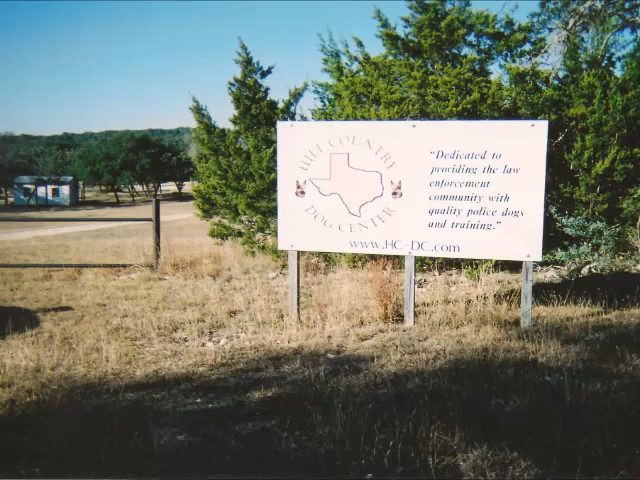 HILL COUNTRY
DOG CENTER
www.HC-DC.com
"Dedicated to
providing the law
enforcement
community with
quality police dogs
and training."